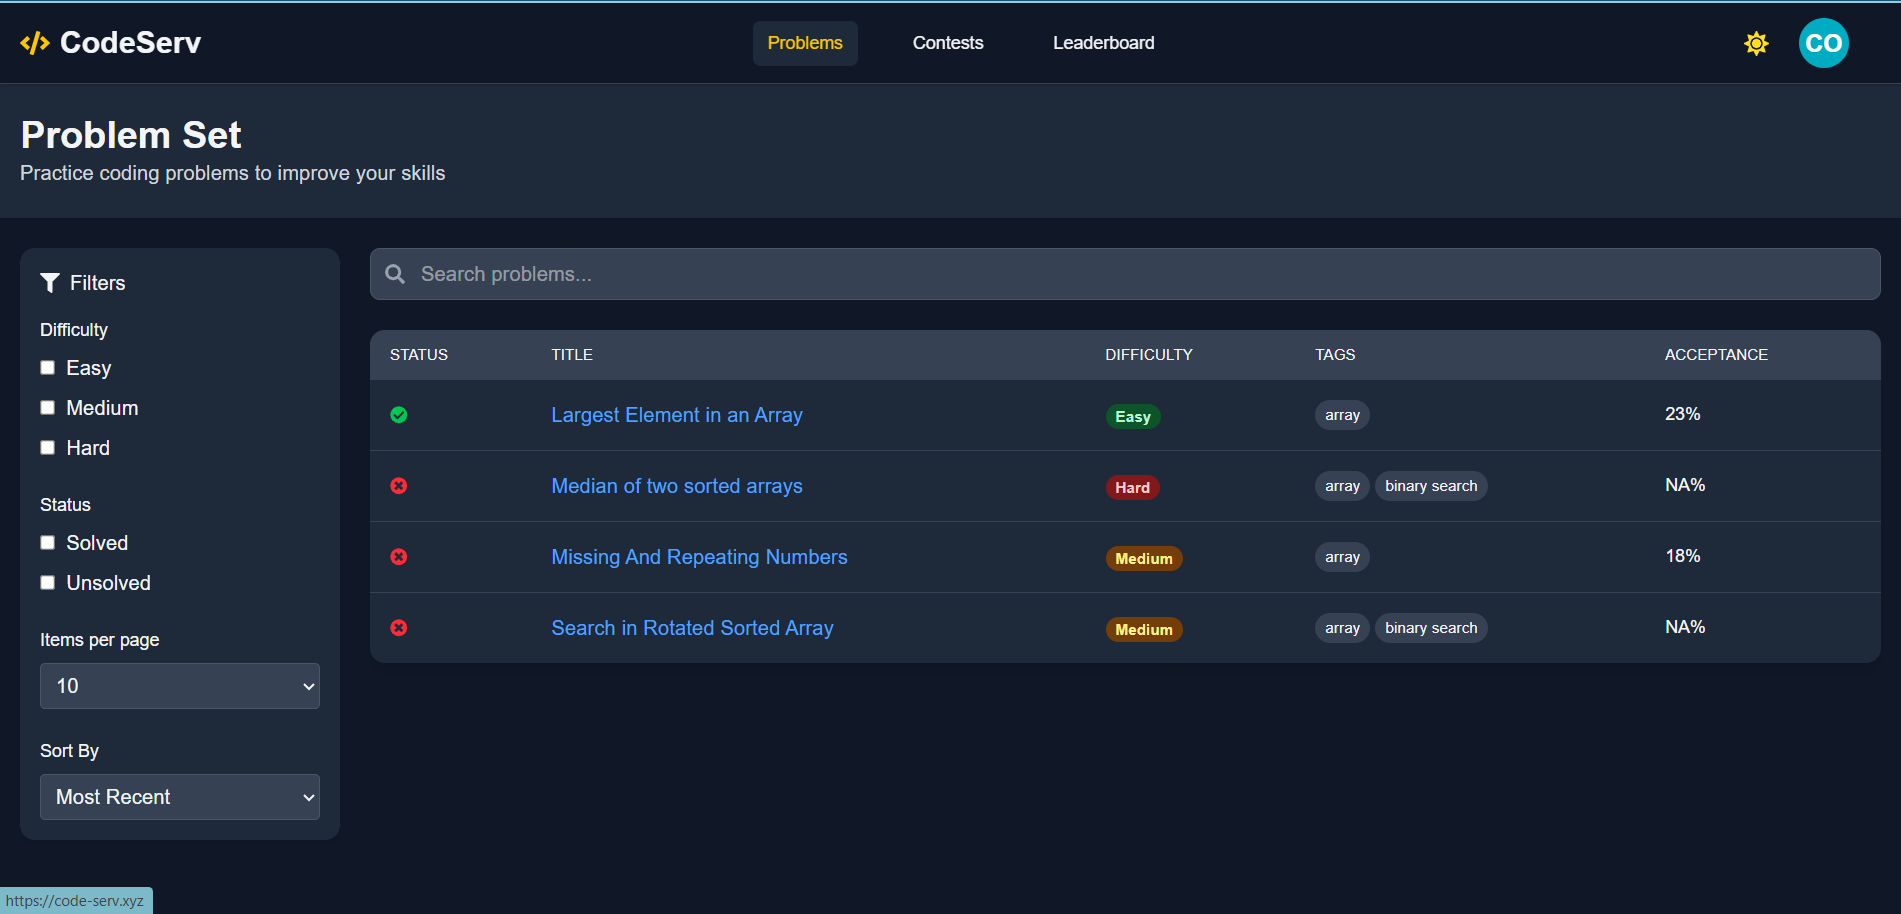 </> CodeServ
Problems Contests Leaderboard
CO
Problem Set
Practice coding problems to improve your skills
Filters
Difficulty
Easy
Medium
Hard
Status
Solved
Unsolved
Items per page
10
Sort By
Most Recent
Search problems...
STATUS TITLE DIFFICULTY TAGS ACCEPTANCE
Largest Element in an Array Easy array 23%
Median of two sorted arrays Hard array binary search NA%
Missing And Repeating Numbers Medium array 18%
Search in Rotated Sorted Array Medium array binary search NA%
https://code-serv.xyz